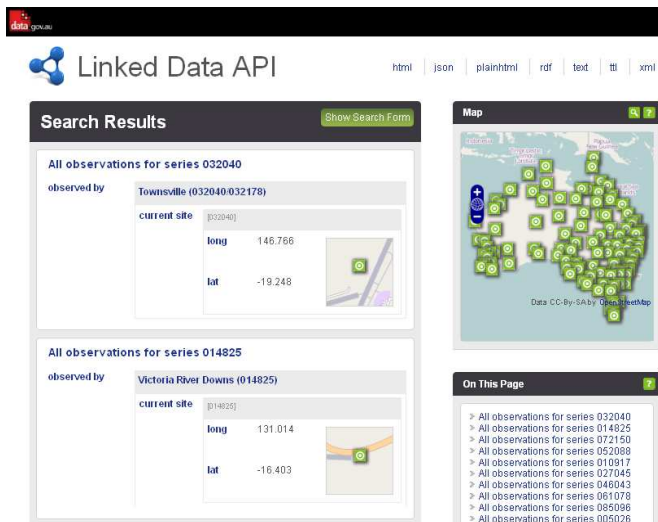 data.gov.au
Linked Data API
html json plainhtml rdf text ttl xml
Search Results
Show Search Form
All observations for series 032040
observed by
Townsville (032040/032178)
current site
[032040]
long 146.766
lat -19.248
All observations for series 014825
observed by
Victoria River Downs (014825)
current site
[014825]
long 131.014
lat -16.403
Map
?
Data CC-By-SA by OpenStreetMap
On This Page
?
All observations for series 032040
All observations for series 014825
All observations for series 072150
All observations for series 052088
All observations for series 010917
All observations for series 027045
All observations for series 046043
All observations for series 061078
All observations for series 085096
All observations for series 005026